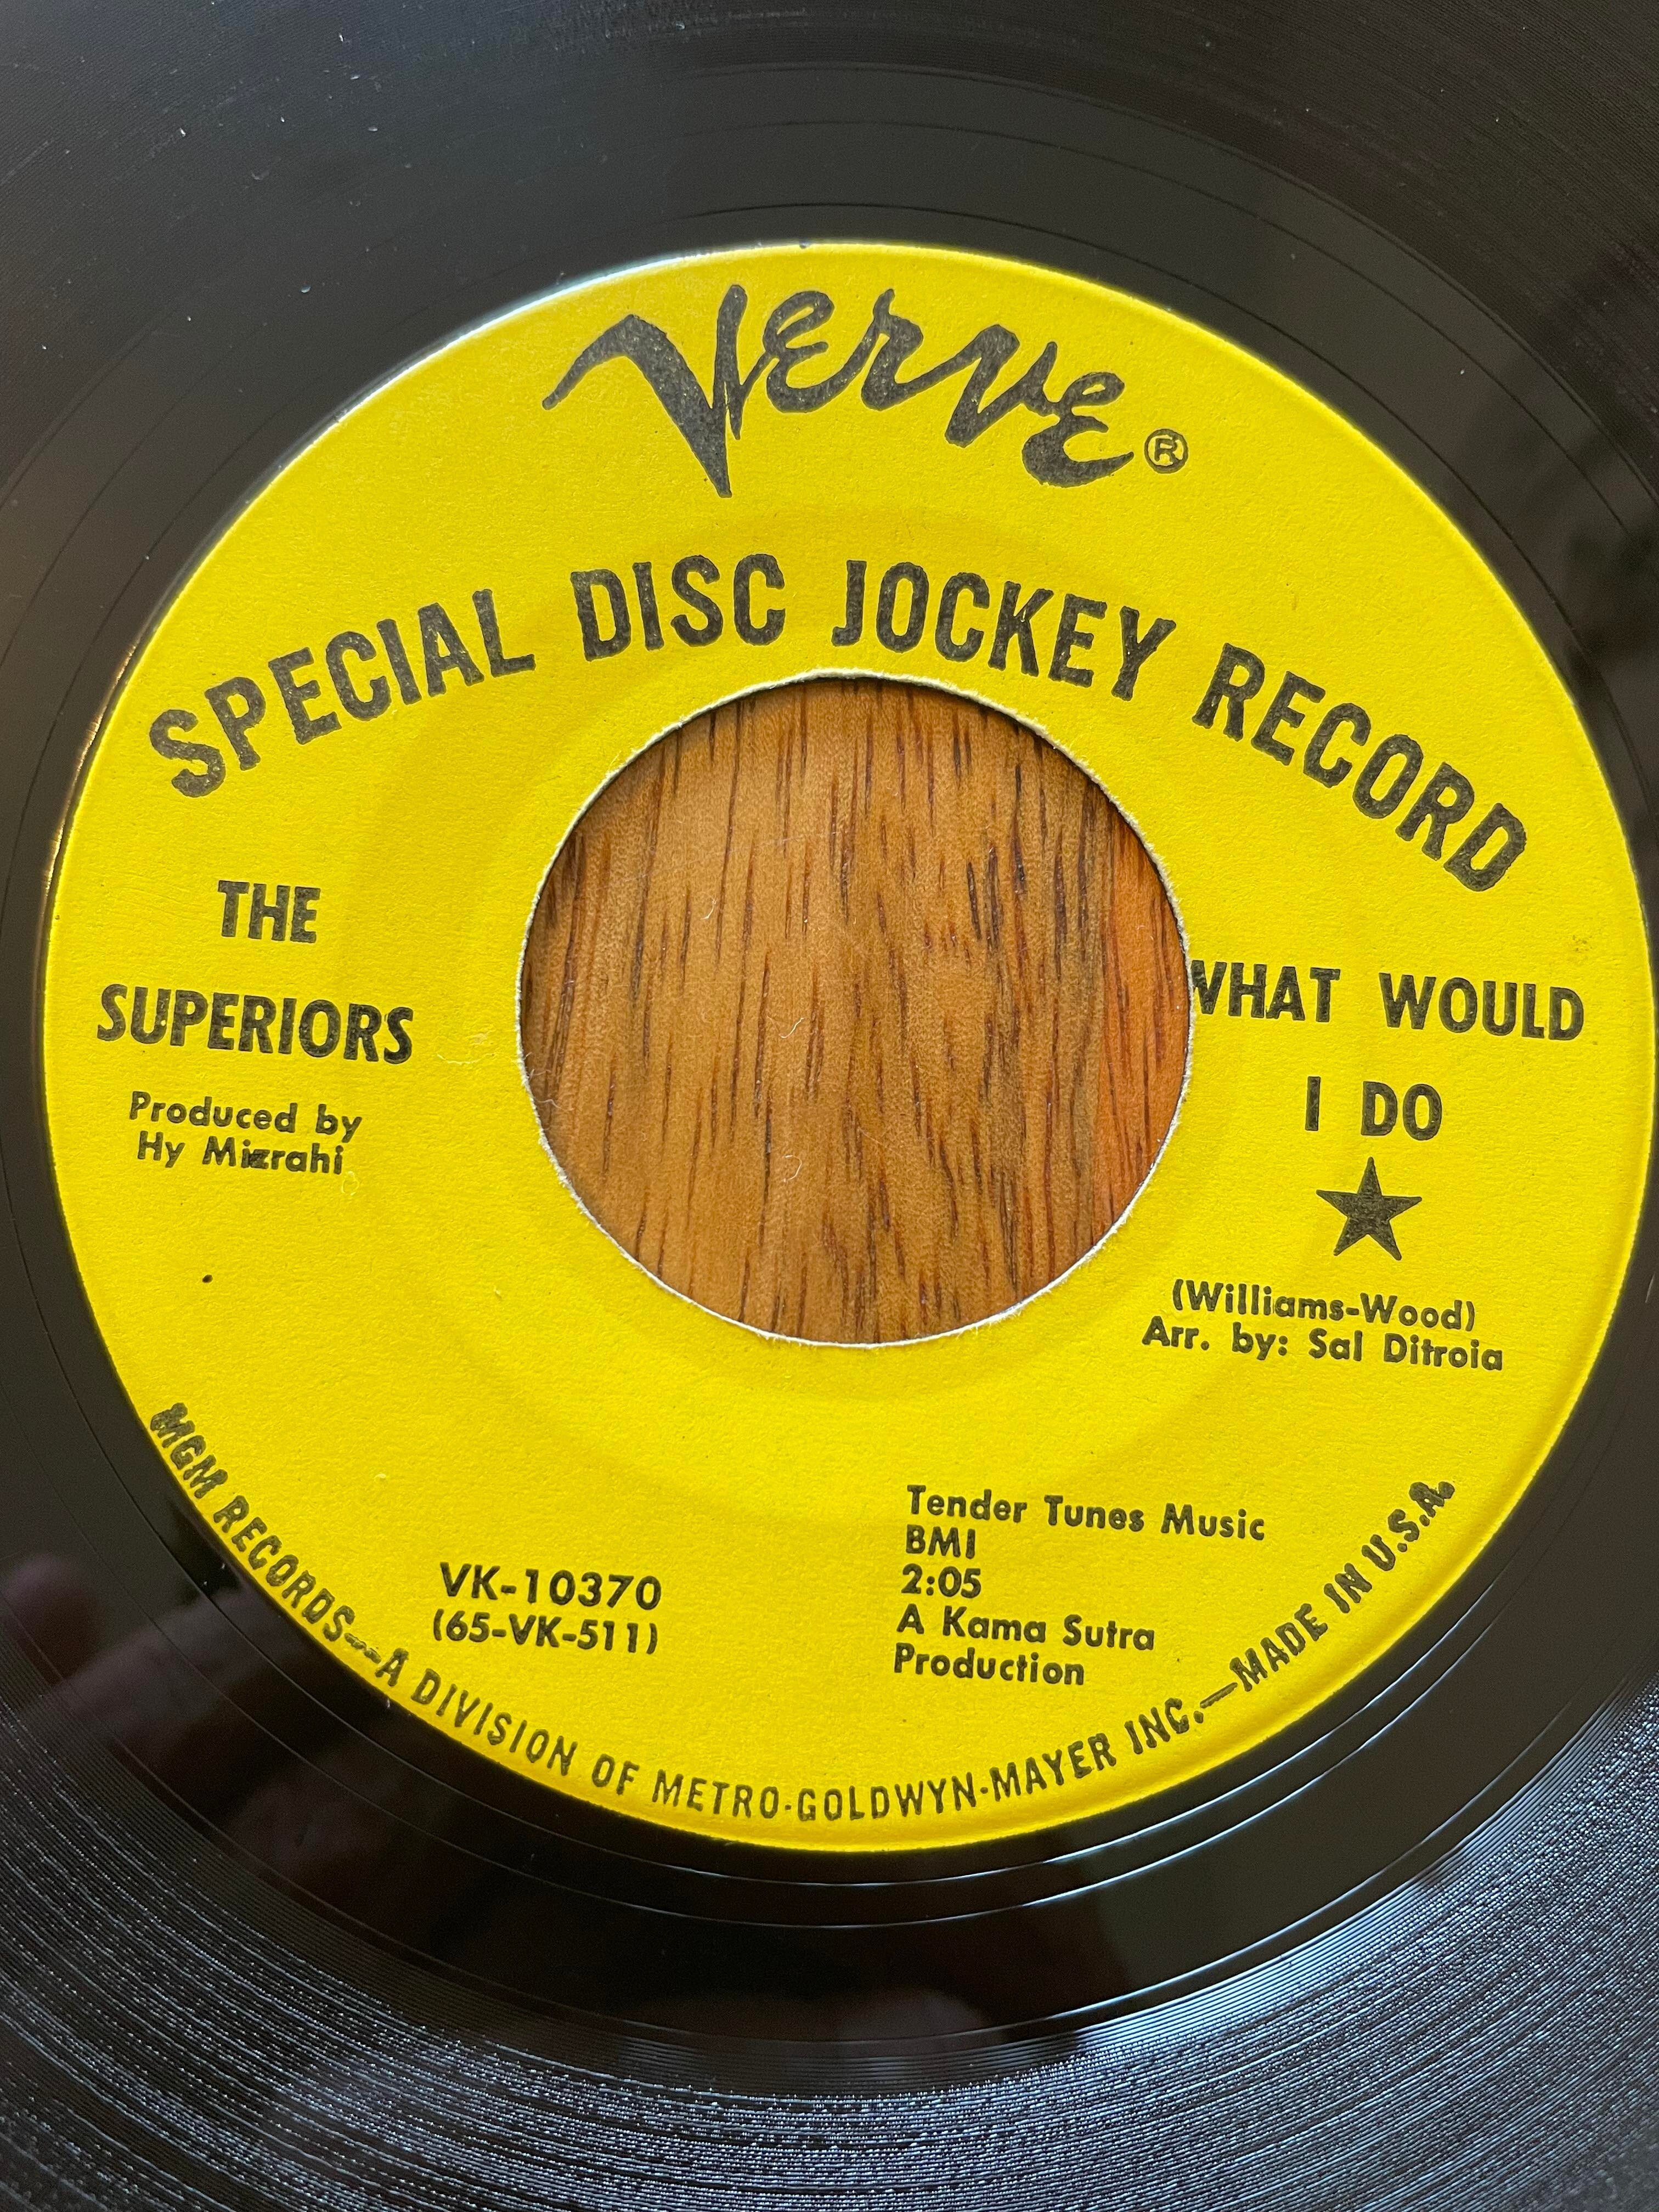 Verve®
SPECIAL DISC JOCKEY RECORD
THE
SUPERIORS
Produced by
Hy Mizrahi
WHAT WOULD
I DO
★
(Williams-Wood)
Arr. by: Sal Ditroia
VK-10370
(65-VK-511)
Tender Tunes Music
BMI
2:05
A Kama Sutra
Production
MGM RECORDS—A DIVISION OF METRO-GOLDWYN-MAYER INC.—MADE IN U.S.A.